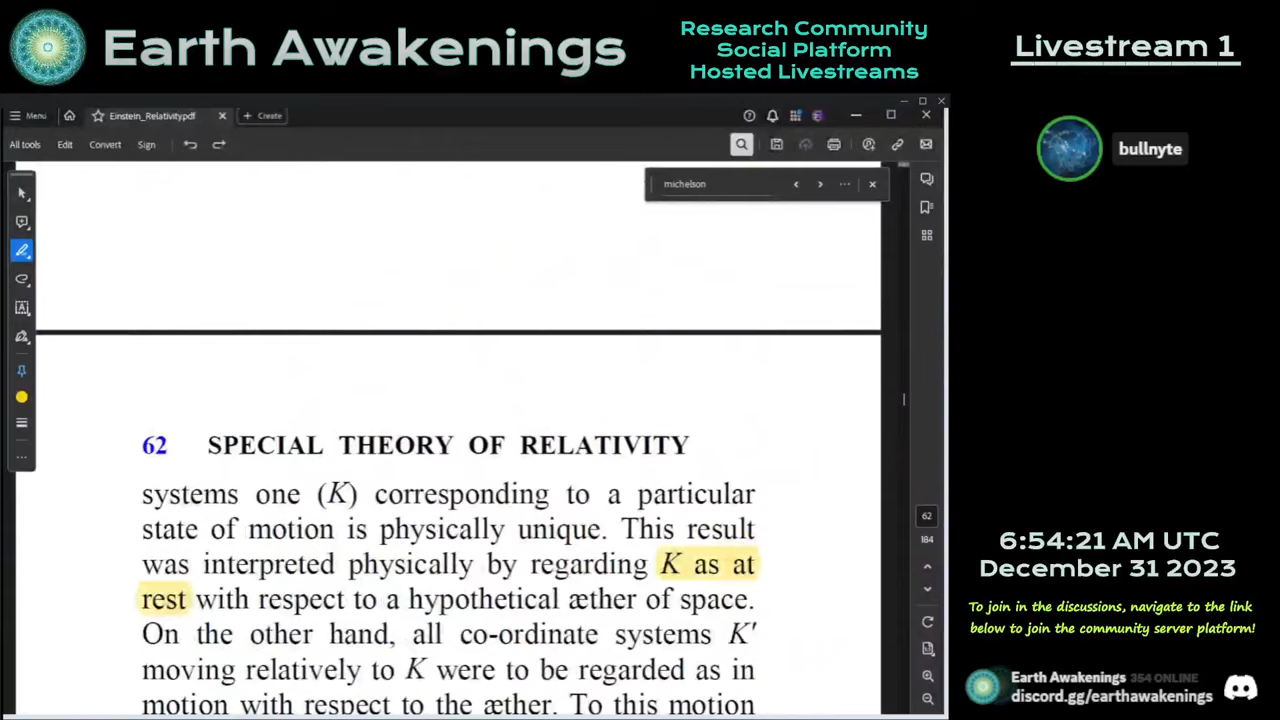 Earth Awakenings
Research Community
Social Platform
Hosted Livestreams
Livestream 1
Menu
Einstein_Relativity.pdf
Create
All tools
Edit
Convert
Sign
michelson
bullnyte
62 SPECIAL THEORY OF RELATIVITY
systems one (K) corresponding to a particular
state of motion is physically unique. This result
was interpreted physically by regarding K as at
rest with respect to a hypothetical æther of space.
On the other hand, all co-ordinate systems K′
moving relatively to K were to be regarded as in
motion with respect to the æther. To this motion
62
184
6:54:21 AM UTC
December 31 2023
To join in the discussions, navigate to the link
below to join the community server platform!
Earth Awakenings 354 ONLINE
discord.gg/earthawakenings